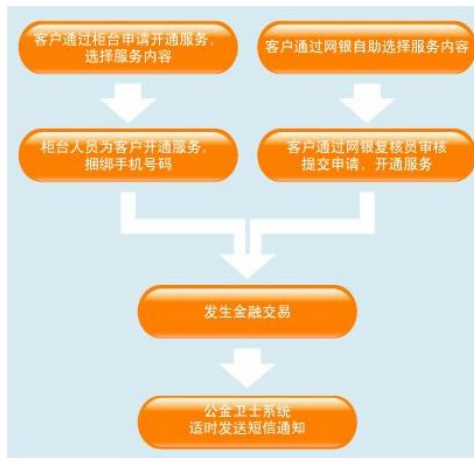 客户通过柜台申请开通服务、
选择服务内容
客户通过网银自助选择服务内容
柜台人员为客户开通服务、
捆绑手机号码
客户通过网银复核员审核
提交申请、开通服务
发生金融交易
公金卫士系统
适时发送短信通知